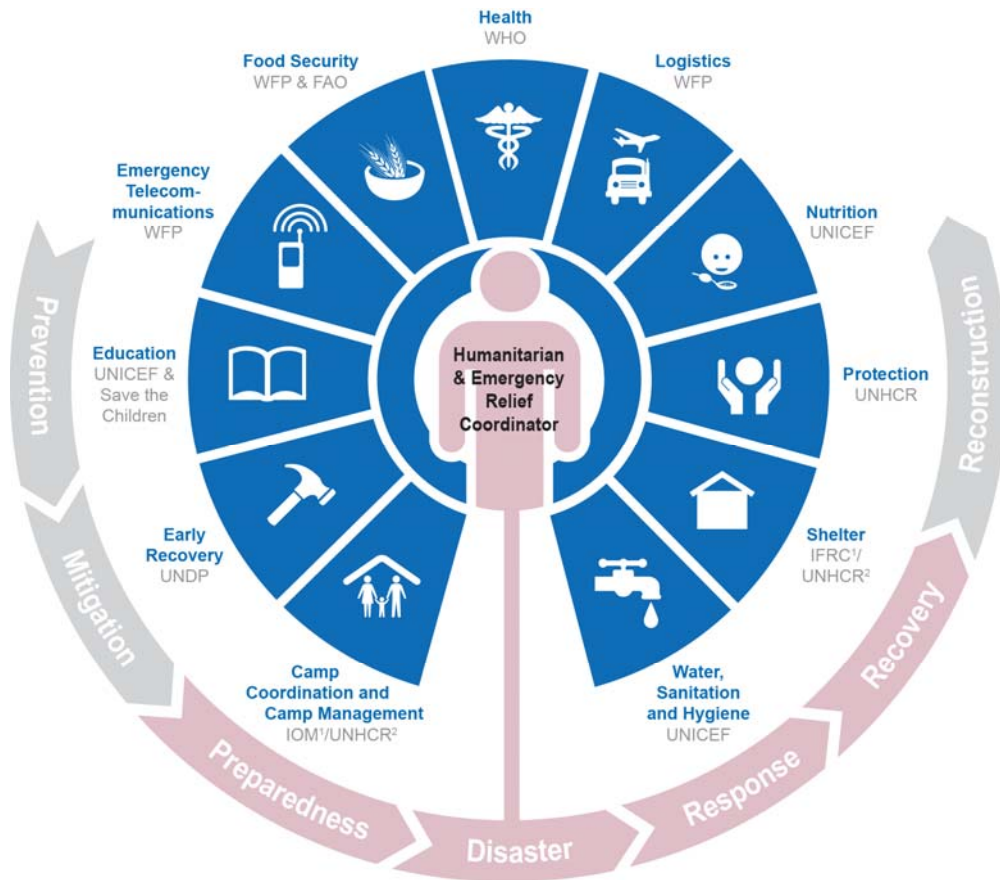 Health
WHO
Food Security
WFP & FAO
Logistics
WFP
Emergency
Telecom-
munications
WFP
Nutrition
UNICEF
Education
UNICEF &
Save the
Children
Humanitarian
& Emergency
Relief
Coordinator
Protection
UNHCR
Early
Recovery
UNDP
Shelter
IFRC¹/
UNHCR²
Camp
Coordination and
Camp Management
IOM¹/UNHCR²
Water,
Sanitation
and Hygiene
UNICEF
Prevention
Mitigation
Preparedness
Disaster
Response
Recovery
Reconstruction